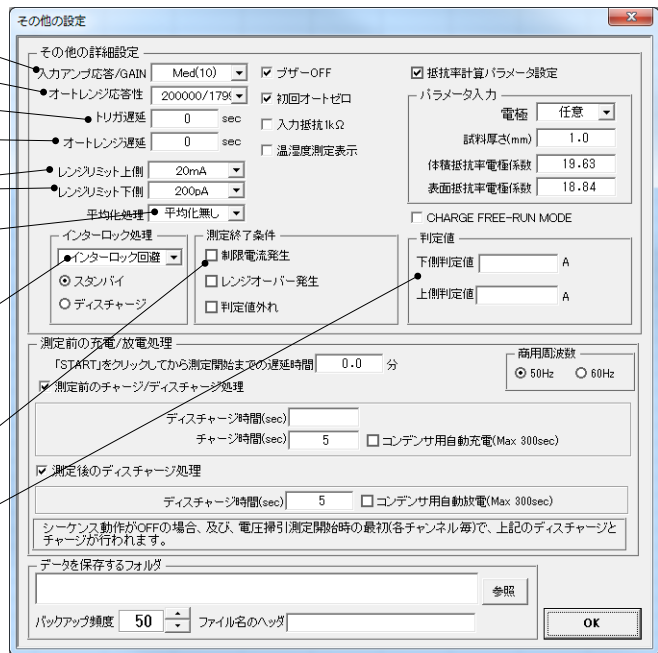 その他の設定
その他の詳細設定
入力アンプ応答/GAIN Med(10) ☑ ブザーOFF ☑ 抵抗率計算パラメータ設定
オートレンジ応答性 200000/179 ☑ 初回オートゼロ パラメータ入力
トリガ遅延 0 sec □ 入力抵抗1kΩ 電極 任意
オートレンジ遅延 0 sec □ 温湿度測定表示 試料厚さ(mm) 1.0
レンジリミット上側 20mA 体積抵抗率電極係数 19.63
レンジリミット下側 200pA 表面抵抗率電極係数 18.84
平均化処理 平均化無し □ CHARGE FREE-RUN MODE
インターロック処理 測定終了条件 判定値
インターロック回避 □ 制限電流発生 下側判定値 A
スタンバイ □ レンジオーバー発生 上側判定値 A
ディスチャージ □ 判定値外れ
測定前の充電/放電処理
「START」をクリックしてから測定開始までの遅延時間 0.0 分 商用周波数
☑ 測定前のチャージ/ディスチャージ処理 50Hz 60Hz
ディスチャージ時間(sec)
チャージ時間(sec) 5 □ コンデンサ用自動充電(Max 300sec)
☑ 測定後のディスチャージ処理
ディスチャージ時間(sec) 5 □ コンデンサ用自動放電(Max 300sec)
シーケンス動作がOFFの場合、及び、電圧掃引測定開始時の最初(各チャンネル毎)で、上記のディスチャージと
チャージが行われます。
データを保存するフォルダ
参照
バックアップ頻度 50 ファイル名のヘッダ OK